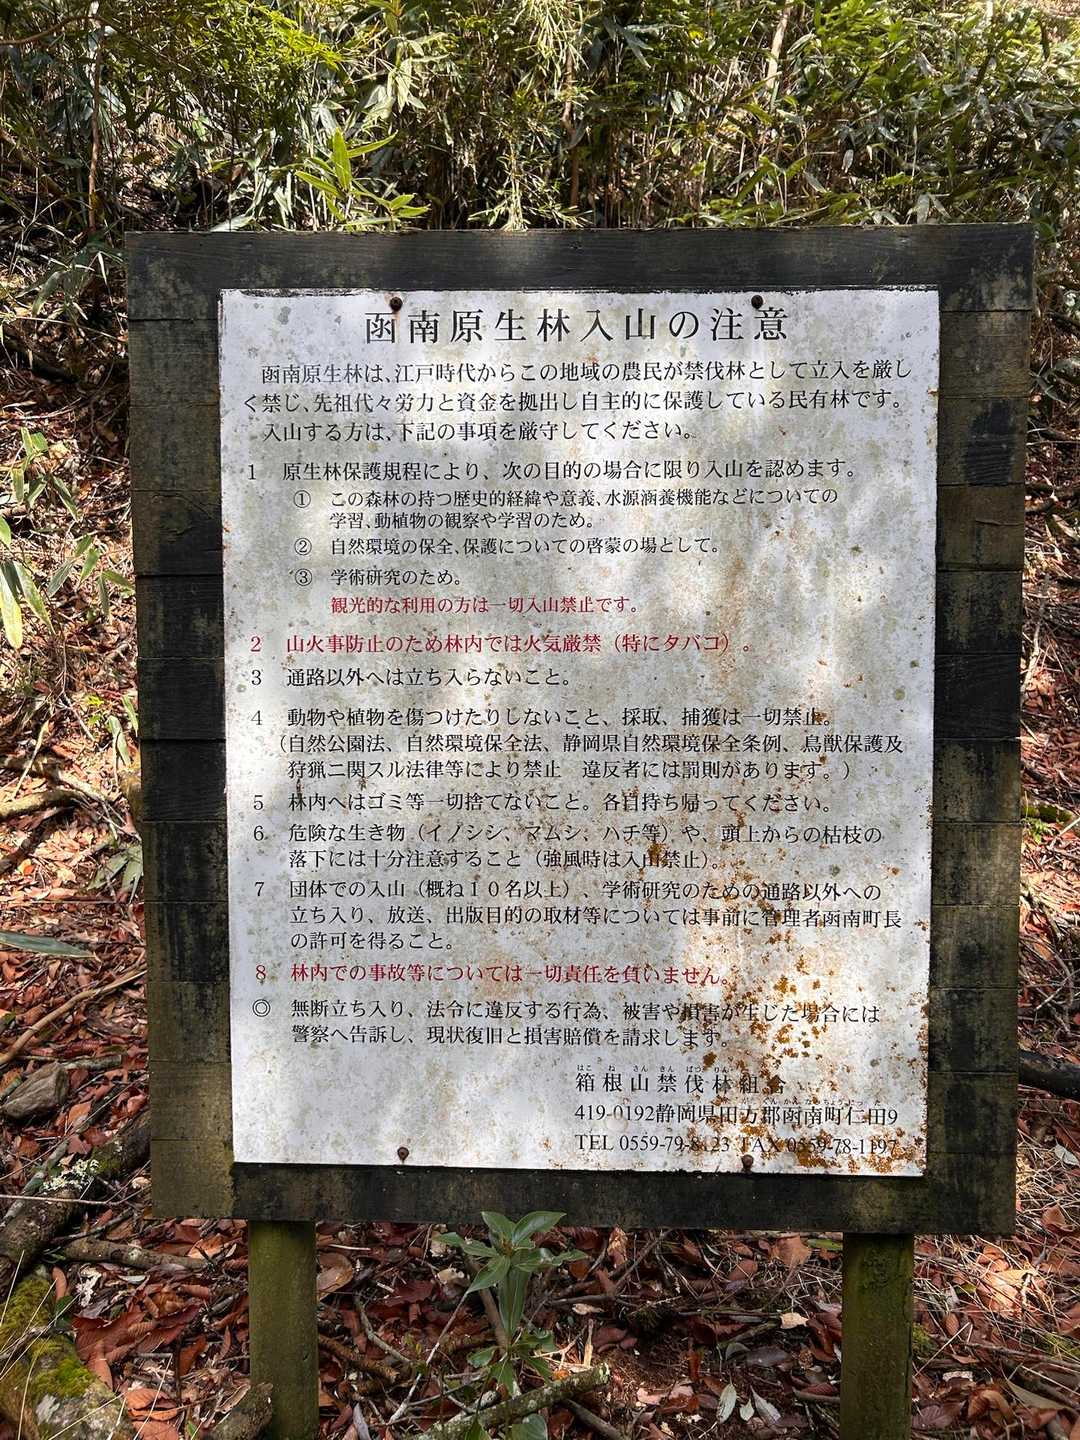 函南原生林入山の注意
函南原生林は、江戸時代からこの地域の農民が禁伐林として立入を厳し
く禁じ、先祖代々労力と資金を拠出し自主的に保護している民有林です。
入山する方は、下記の事項を厳守してください。
1 原生林保護規程により、次の目的の場合に限り入山を認めます。
① この森林の持つ歴史的経緯や意義、水源涵養機能などについての
学習、動植物の観察や学習のため。
② 自然環境の保全、保護についての啓蒙の場として。
③ 学術研究のため。
観光的な利用の方は一切入山禁止です。
2 山火事防止のため林内では火気厳禁（特にタバコ）。
3 通路以外へは立ち入らないこと。
4 動物や植物を傷つけたりしないこと、採取、捕獲は一切禁止。
（自然公園法、自然環境保全法、静岡県自然環境保全条例、鳥獣保護及
狩猟ニ関スル法律等により禁止 違反者には罰則があります。）
5 林内へはゴミ等一切捨てないこと。各自持ち帰ってください。
6 危険な生き物（イノシシ、マムシ、ハチ等）や、頭上からの枯枝の
落下には十分注意すること（強風時は入山禁止）。
7 団体での入山（概ね１０名以上）、学術研究のための通路以外への
立ち入り、放送、出版目的の取材等については事前に管理者函南町長
の許可を得ること。
8 林内での事故等については一切責任を負いません。
◎ 無断立ち入り、法令に違反する行為、被害や損害が生じた場合には
警察へ告訴し、現状復旧と損害賠償を請求します。
はこ ね さん きん ばつ りん
箱根山禁伐林組合
419-0192静岡県田方郡函南町仁田9
TEL 0559-79-8123 FAX 0559-78-1197